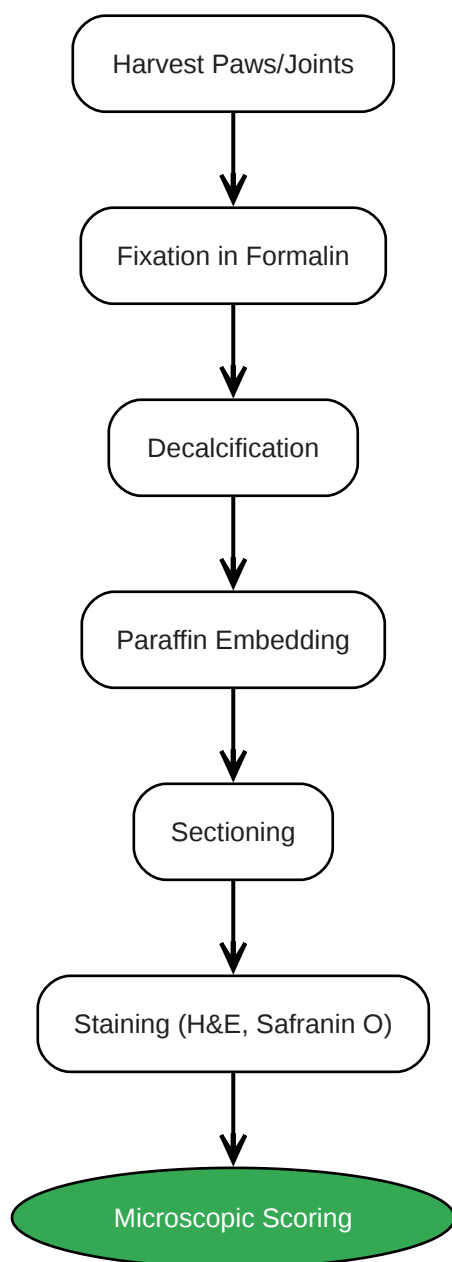 Harvest Paws/Joints
Fixation in Formalin
Decalcification
Paraffin Embedding
Sectioning
Staining (H&E, Safranin O)
Microscopic Scoring